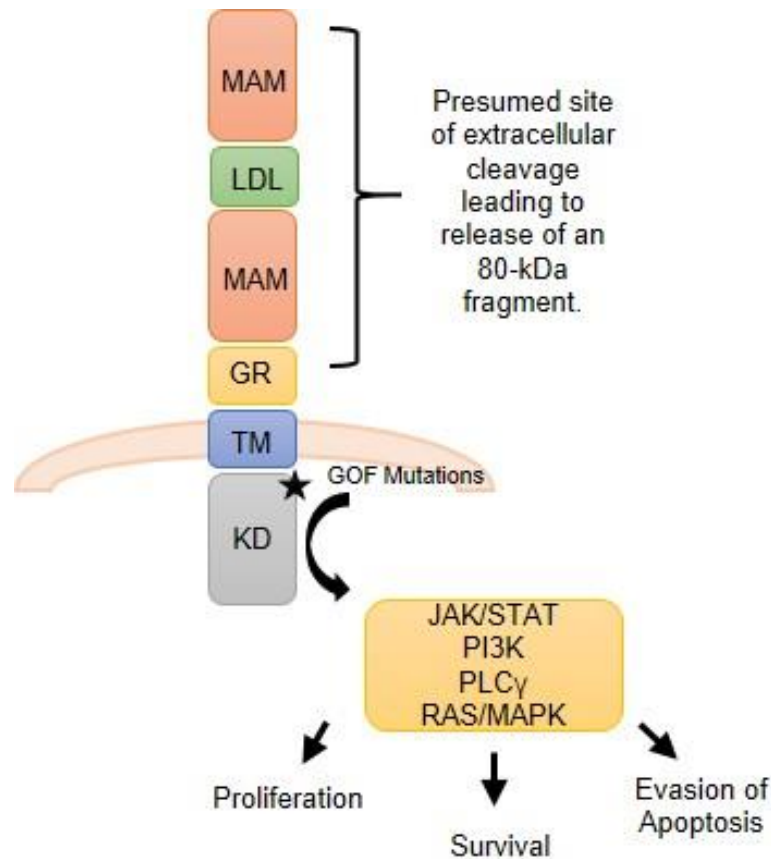 MAM
LDL
MAM
GR
TM
KD
Presumed site
of extracellular
cleavage
leading to
release of an
80-kDa
fragment.
GOF Mutations
JAK/STAT
PI3K
PLCγ
RAS/MAPK
Proliferation
Survival
Evasion of
Apoptosis